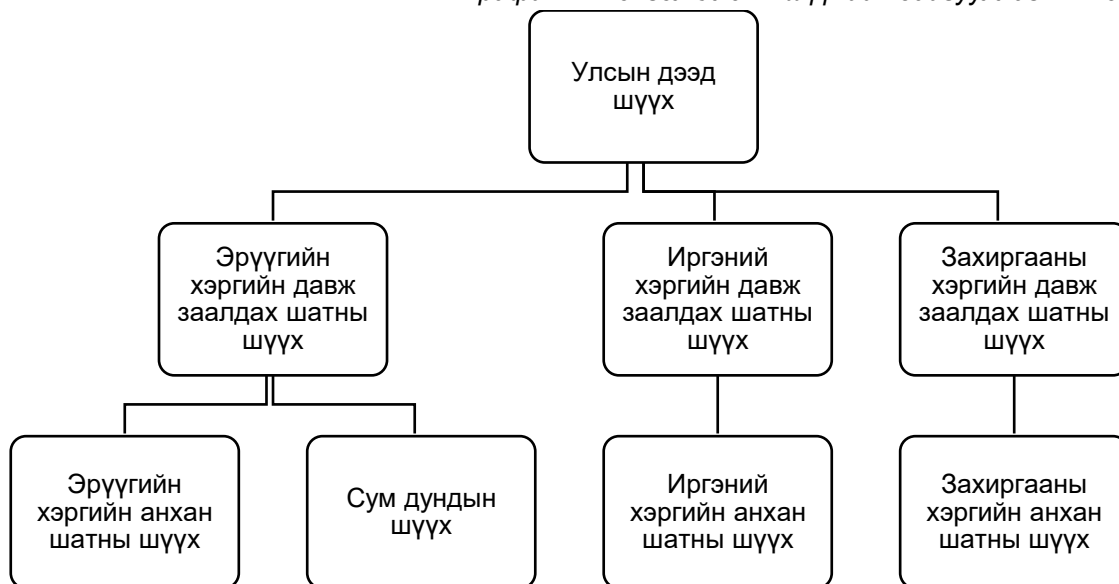 Улсын дээд
шүүх
Эрүүгийн
хэргийн давж
заалдах шатны
шүүх
Иргэний
хэргийн давж
заалдах шатны
шүүх
Захиргааны
хэргийн давж
заалдах шатны
шүүх
Эрүүгийн
хэргийн анхан
шатны шүүх
Сум дундын
шүүх
Иргэний
хэргийн анхан
шатны шүүх
Захиргааны
хэргийн анхан
шатны шүүх